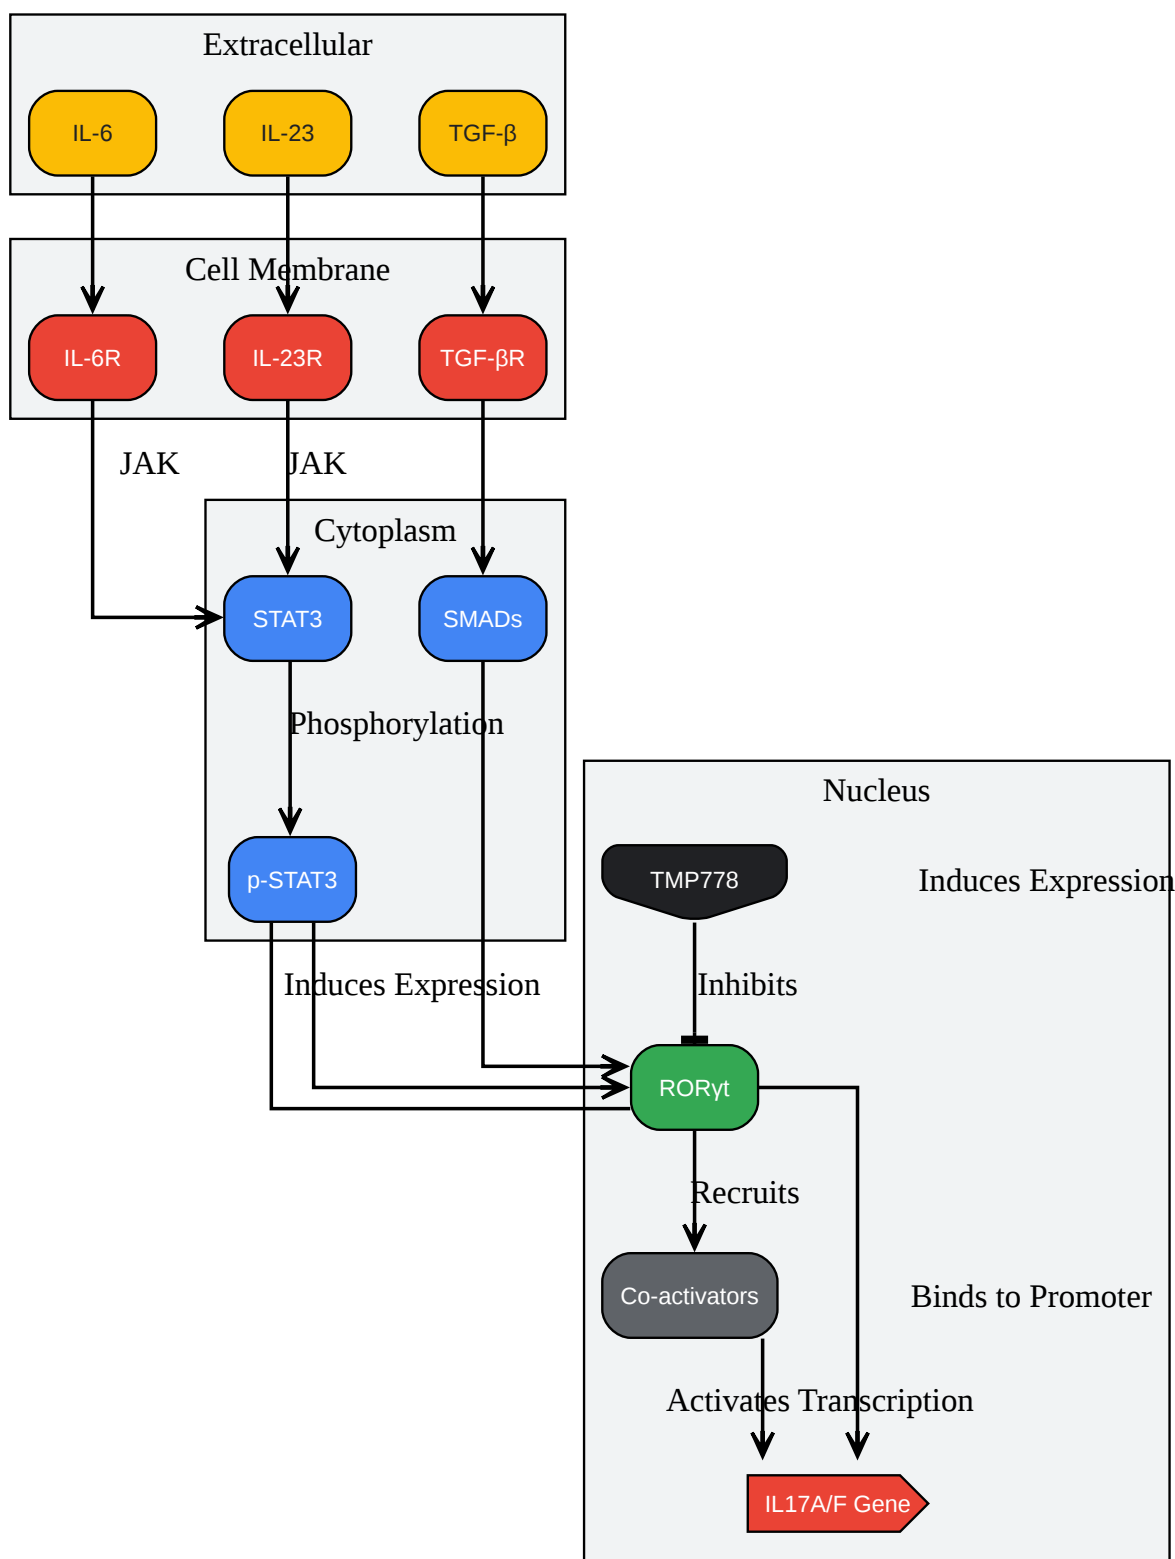 Extracellular
IL-6
IL-23
TGF-β
Cell Membrane
IL-6R
IL-23R
TGF-βR
JAK
JAK
Cytoplasm
STAT3
SMADs
Phosphorylation
Nucleus
p-STAT3
TMP778
Induces Expression
Induces Expression
Inhibits
RORγt
Recruits
Co-activators
Binds to Promoter
Activates Transcription
IL17A/F Gene